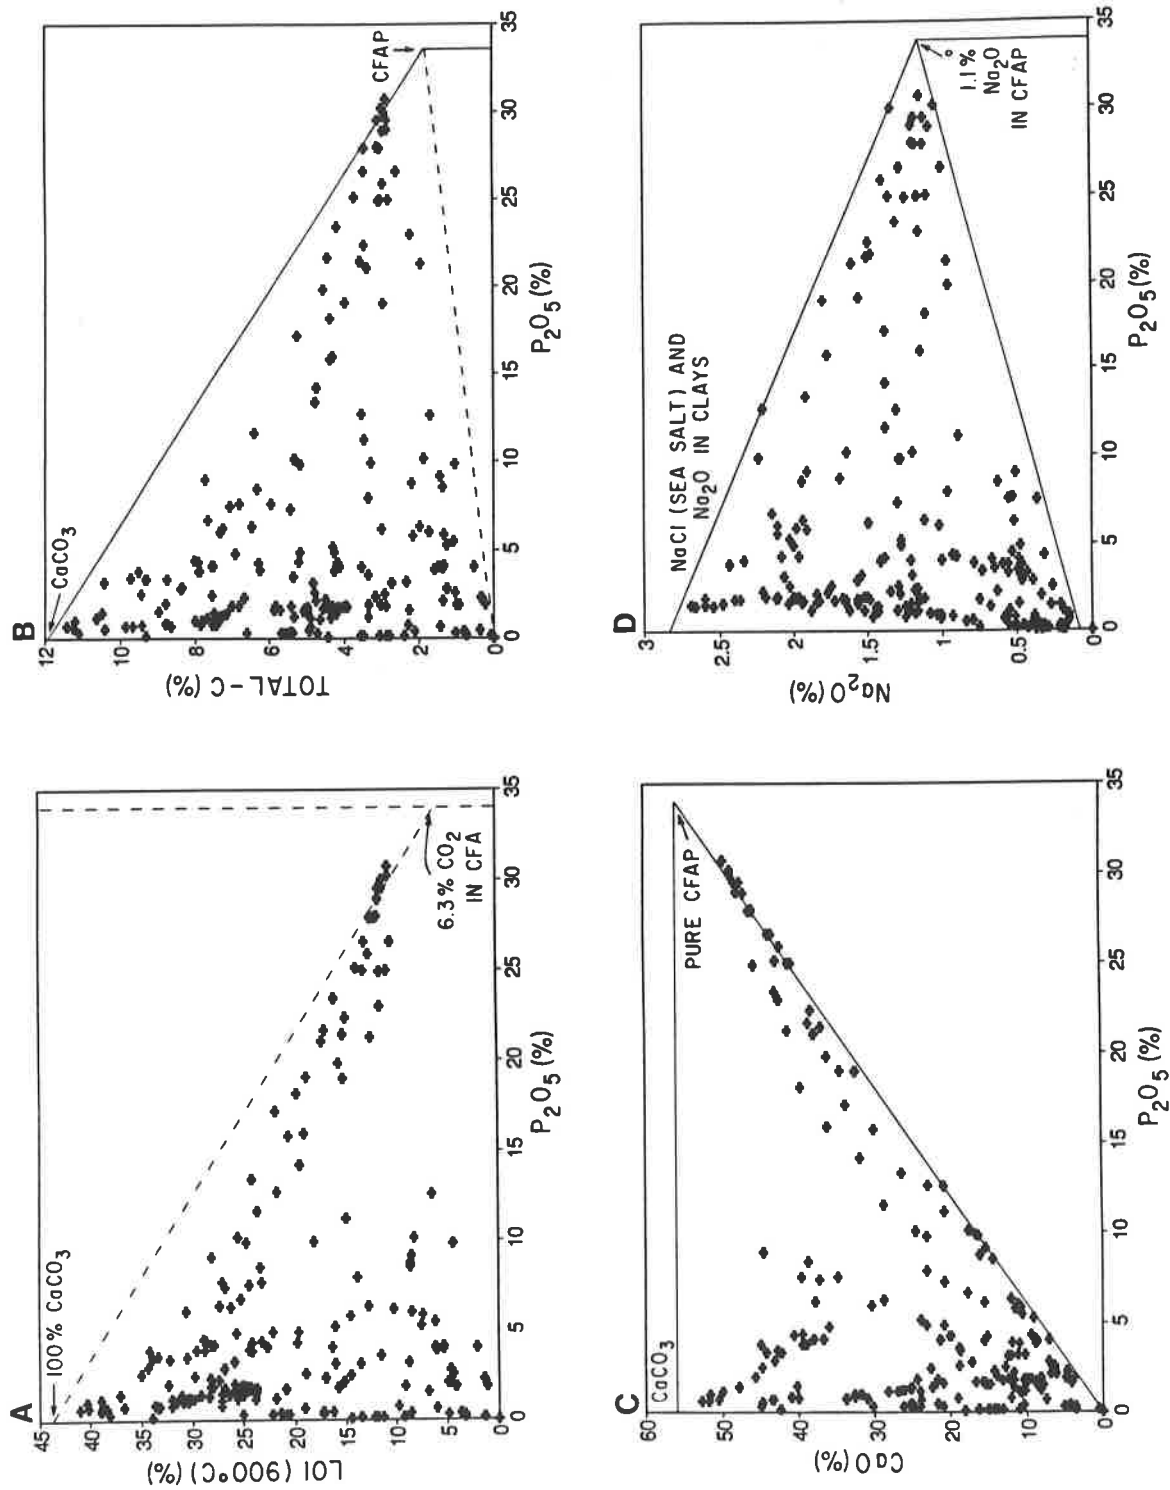 A
100% CaCO3
45
40
35
30
25
20
15
10
5
0
LOI (900°C) (%)
0
5
10
15
20
25
30
35
P2O5 (%)
6.3% CO2
IN CFA
B
CaCO3
CFAP
12
10
8
6
4
2
0
TOTAL-C (%)
0
5
10
15
20
25
30
35
P2O5 (%)
C
CaCO3
PURE CFAP
60
50
40
30
20
10
0
CaO (%)
0
5
10
15
20
25
30
35
P2O5 (%)
D
NaCl (SEA SALT) AND
Na2O IN CLAYS
1.1%
Na2O
IN CFAP
3
2.5
2
1.5
1
0.5
0
Na2O (%)
0
5
10
15
20
25
30
35
P2O5 (%)